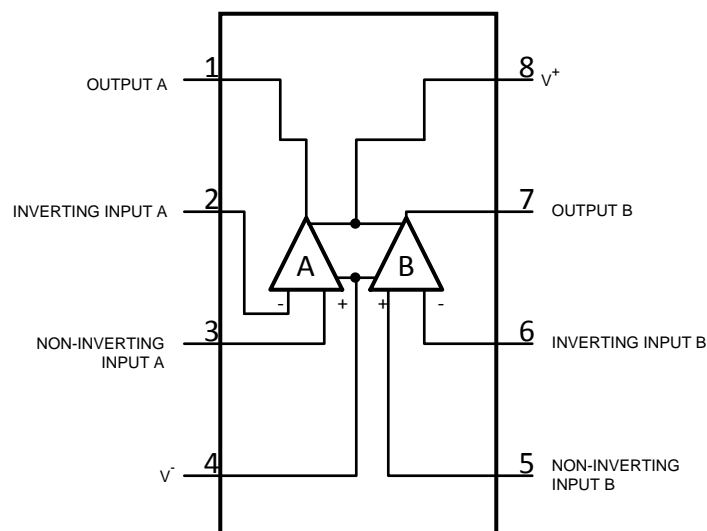 1
OUTPUT A
8
V+
2
INVERTING INPUT A
7
OUTPUT B
A
B
-
+
+
-
3
NON-INVERTING
INPUT A
6
INVERTING INPUT B
4
V-
5
NON-INVERTING
INPUT B